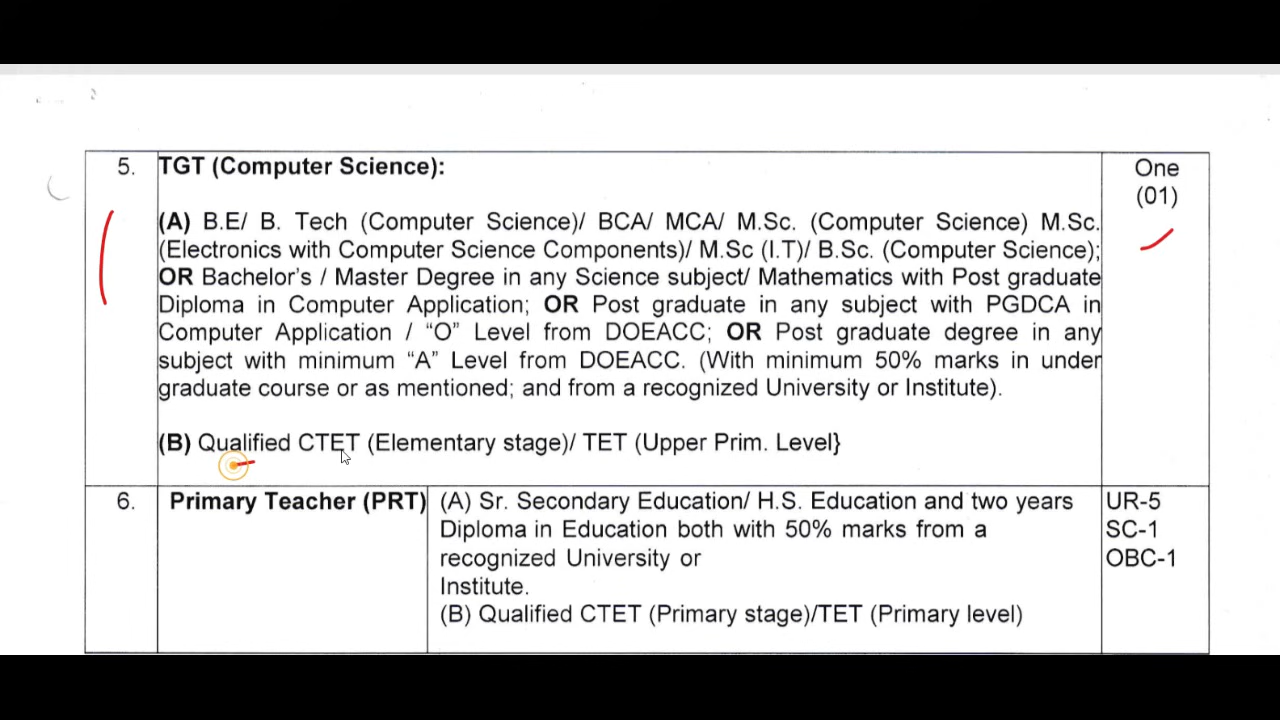 5. TGT (Computer Science): One
(01)
(A) B.E/ B. Tech (Computer Science)/ BCA/ MCA/ M.Sc. (Computer Science) M.Sc.
(Electronics with Computer Science Components)/ M.Sc (I.T)/ B.Sc. (Computer Science);
OR Bachelor's / Master Degree in any Science subject/ Mathematics with Post graduate
Diploma in Computer Application; OR Post graduate in any subject with PGDCA in
Computer Application / “O” Level from DOEACC; OR Post graduate degree in any
subject with minimum “A” Level from DOEACC. (With minimum 50% marks in under
graduate course or as mentioned; and from a recognized University or Institute).
(B) Qualified CTET (Elementary stage)/ TET (Upper Prim. Level}
6. Primary Teacher (PRT) (A) Sr. Secondary Education/ H.S. Education and two years UR-5
Diploma in Education both with 50% marks from a SC-1
recognized University or OBC-1
Institute.
(B) Qualified CTET (Primary stage)/TET (Primary level)